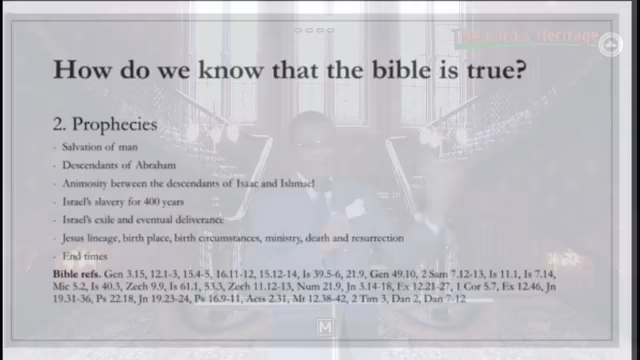 The Lord's Heritage
How do we know that the bible is true?
2. Prophecies
- Salvation of man
- Descendants of Abraham
- Animosity between the descendants of Isaac and Ishmael
- Israel's slavery for 400 years
- Israel's exile and eventual deliverance
- Jesus lineage, birth place, birth circumstances, ministry, death and resurrection
- End times
Bible refs. Gen 3.15, 12.1-3, 15.4-5, 16.11-12, 15.12-14, Is 39.5-6, 21.9, Gen 49.10, 2 Sam 7.12-13, Is 11.1, Is 7.14,
Mic 5.2, Is 40.3, Zech 9.9, Is 61.1, 53.3, Zech 11.12-13, Num 21.9, Jn 3.14-18, Ex 12.21-27, 1 Cor 5.7, Ex 12.46, Jn
19.31-36, Ps 22.18, Jn 19.23-24, Ps 16.9-11, Acts 2.31, Mt 12.38-42, 2 Tim 3, Dan 2, Dan 7-12
M